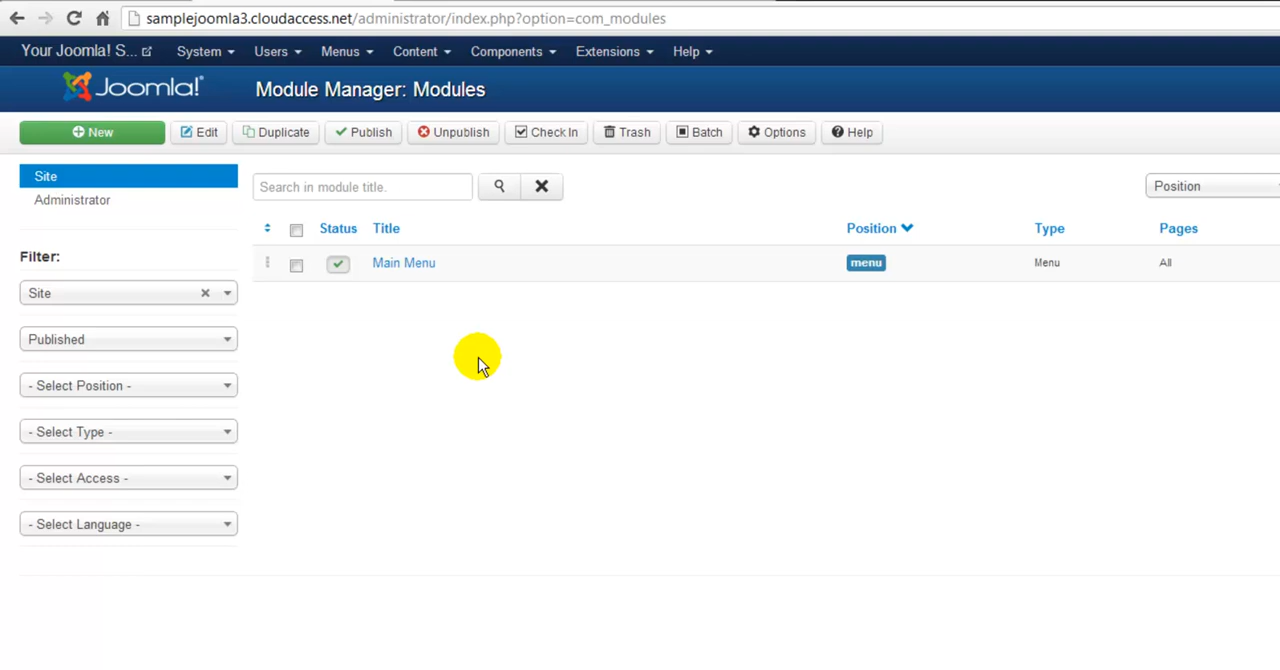 samplejoomla3.cloudaccess.net/administrator/index.php?option=com_modules
Your Joomla! S... System Users Menus Content Components Extensions Help
Joomla!® Module Manager: Modules
New Edit Duplicate Publish Unpublish Check In Trash Batch Options Help
Site
Administrator
Search in module title.
Position
Status Title Position Type Pages
Main Menu menu Menu All
Filter:
Site
Published
- Select Position -
- Select Type -
- Select Access -
- Select Language -